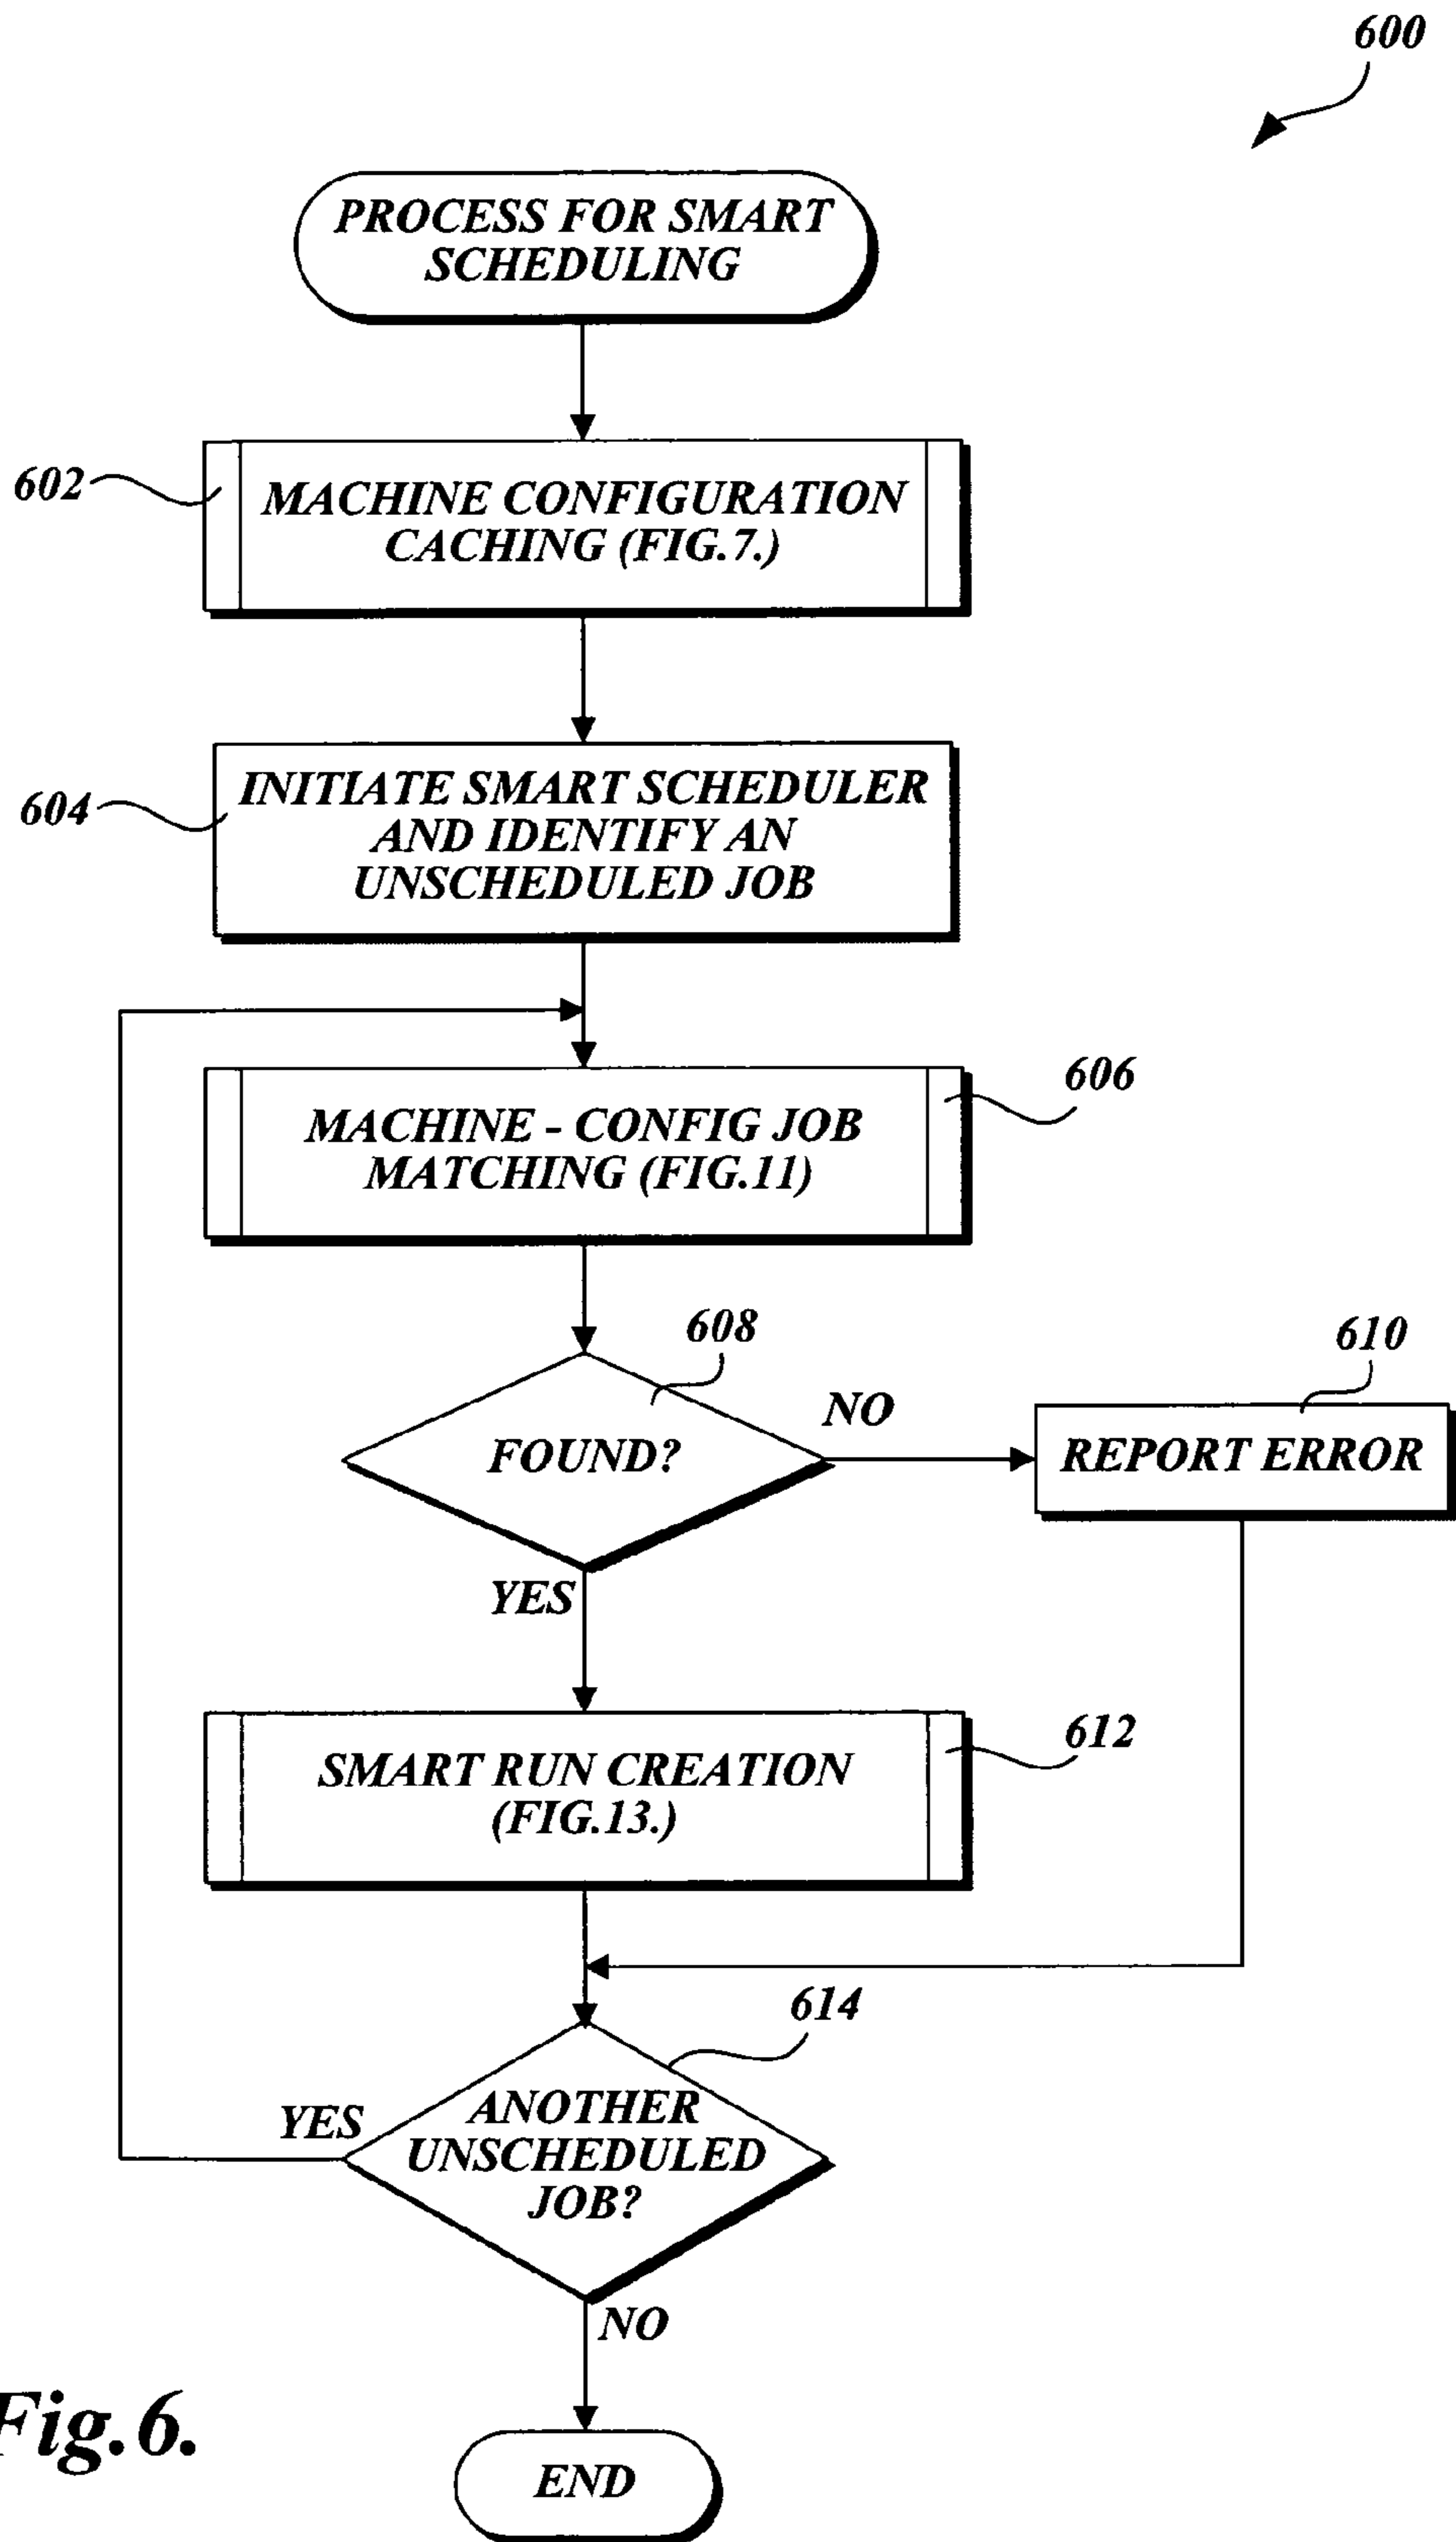 600
PROCESS FOR SMART
SCHEDULING
602
MACHINE CONFIGURATION
CACHING (FIG.7.)
604
INITIATE SMART SCHEDULER
AND IDENTIFY AN
UNSCHEDULED JOB
606
MACHINE - CONFIG JOB
MATCHING (FIG.11)
608
FOUND?
NO
610
REPORT ERROR
YES
612
SMART RUN CREATION
(FIG.13.)
614
YES
ANOTHER
UNSCHEDULED
JOB?
NO
Fig.6.
END